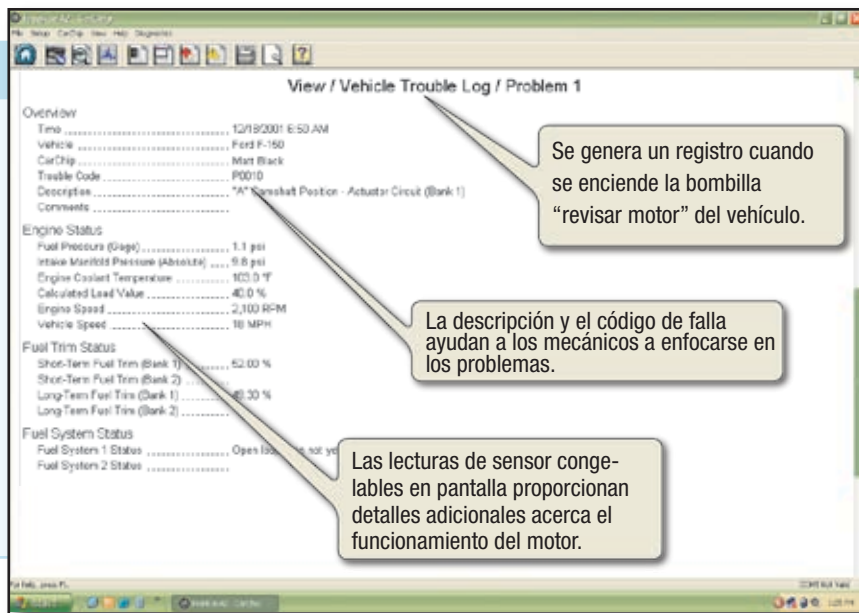 File Setup CarChip View Help Diagnostics
View / Vehicle Trouble Log / Problem 1
Overview
Time 12/18/2001 6:50 AM
Vehicle Ford F-150
CarChip Matt Black
Trouble Code P0010
Description "A" Camshaft Position - Actuator Circuit (Bank 1)
Comments
Se genera un registro cuando
se enciende la bombilla
“revisar motor” del vehículo.
Engine Status
Fuel Pressure (Gage) 1.1 psi
Intake Manifold Pressure (Absolute) 9.8 psi
Engine Coolant Temperature 103.0 °F
Calculated Load Value 40.0 %
Engine Speed 2,100 RPM
Vehicle Speed 18 MPH
La descripción y el código de falla
ayudan a los mecánicos a enfocarse en
los problemas.
Fuel Trim Status
Short-Term Fuel Trim (Bank 1)
Short-Term Fuel Trim (Bank 2)
Long-Term Fuel Trim (Bank 1)
Long-Term Fuel Trim (Bank 2)
Fuel System Status
Fuel System 1 Status Open not
Fuel System 2 Status
Las lecturas de sensor conge-
lables en pantalla proporcionan
detalles adicionales acerca el
funcionamiento del motor.